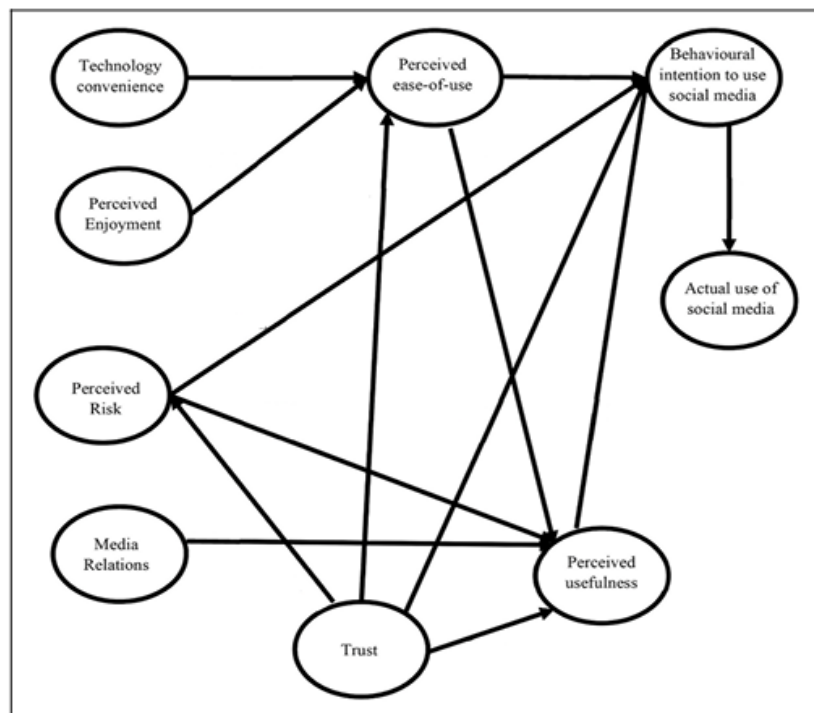 Technology
convenience
Perceived
ease-of-use
Behavioural
intention to use
social media
Perceived
Enjoyment
Actual use of
social media
Perceived
Risk
Media
Relations
Perceived
usefulness
Trust